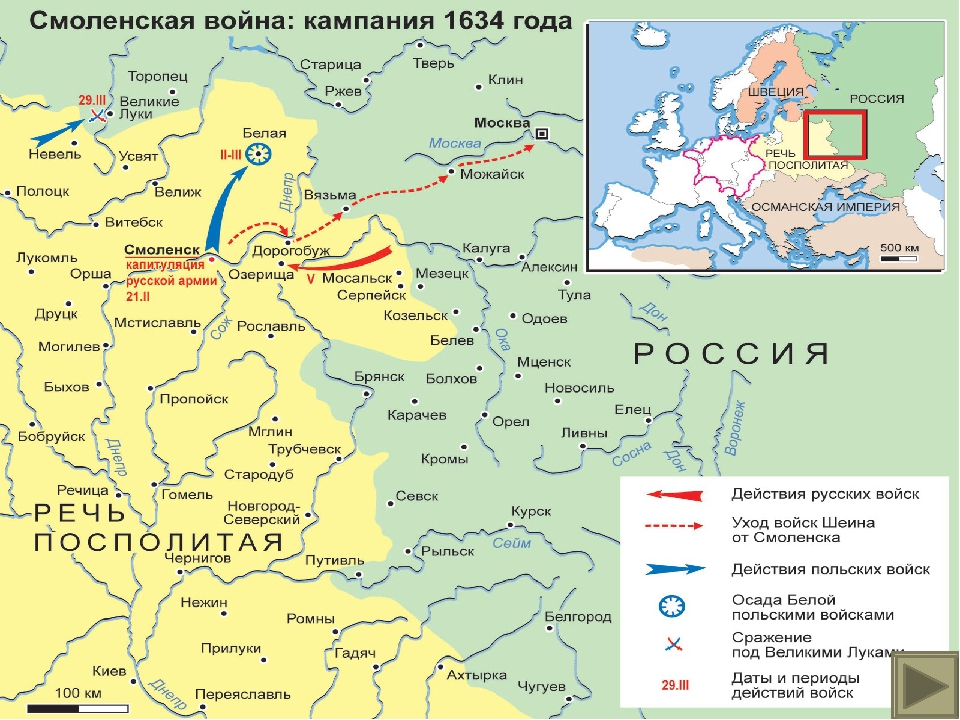 Смоленская война: кампания 1634 года
Старица
Тверь
Торопец
Ржев
Клин
29.III
Великие
Луки
Москва
Белая
Москва
Невель
Усвят
II-III
Можайск
Днепр
Полоцк
Велиж
Вязьма
Витебск
Смоленск
Дорогобуж
Калуга
Лукомль
капитуляция
русской армии
21.II
Орша
Озерища
V
Мосальск
Мезецк
Алексин
Серпейск
Тула
Друцк
Мстиславль
Сож
Рославль
Козельск
Одоев
Дон
Могилев
Белев
Ока
РОССИЯ
Мценск
Быхов
Пропойск
Брянск
Болхов
Новосиль
Карачев
Орел
Елец
Воронеж
Бобруйск
Днепр
Мглин
Трубчевск
Кромы
Ливны
Сосна
Дон
Стародуб
Речица
Гомель
Новгород-
Северский
Севск
Курск
РЕЧЬ
ПОСПОЛИТАЯ
Рыльск
Сейм
Чернигов
Путивль
Нежин
Ромны
Белгород
Прилуки
Гадяч
Киев
Ахтырка
Чугуев
100 км
Днепр
Переяславль
ШВЕЦИЯ
РОССИЯ
РЕЧЬ
ПОСПОЛИТАЯ
ОСМАНСКАЯ ИМПЕРИЯ
500 км
Действия русских войск
Уход войск Шеина
от Смоленска
Действия польских войск
Осада Белой
польскими войсками
Сражение
под Великими Луками
29.III
Даты и периоды
действий войск